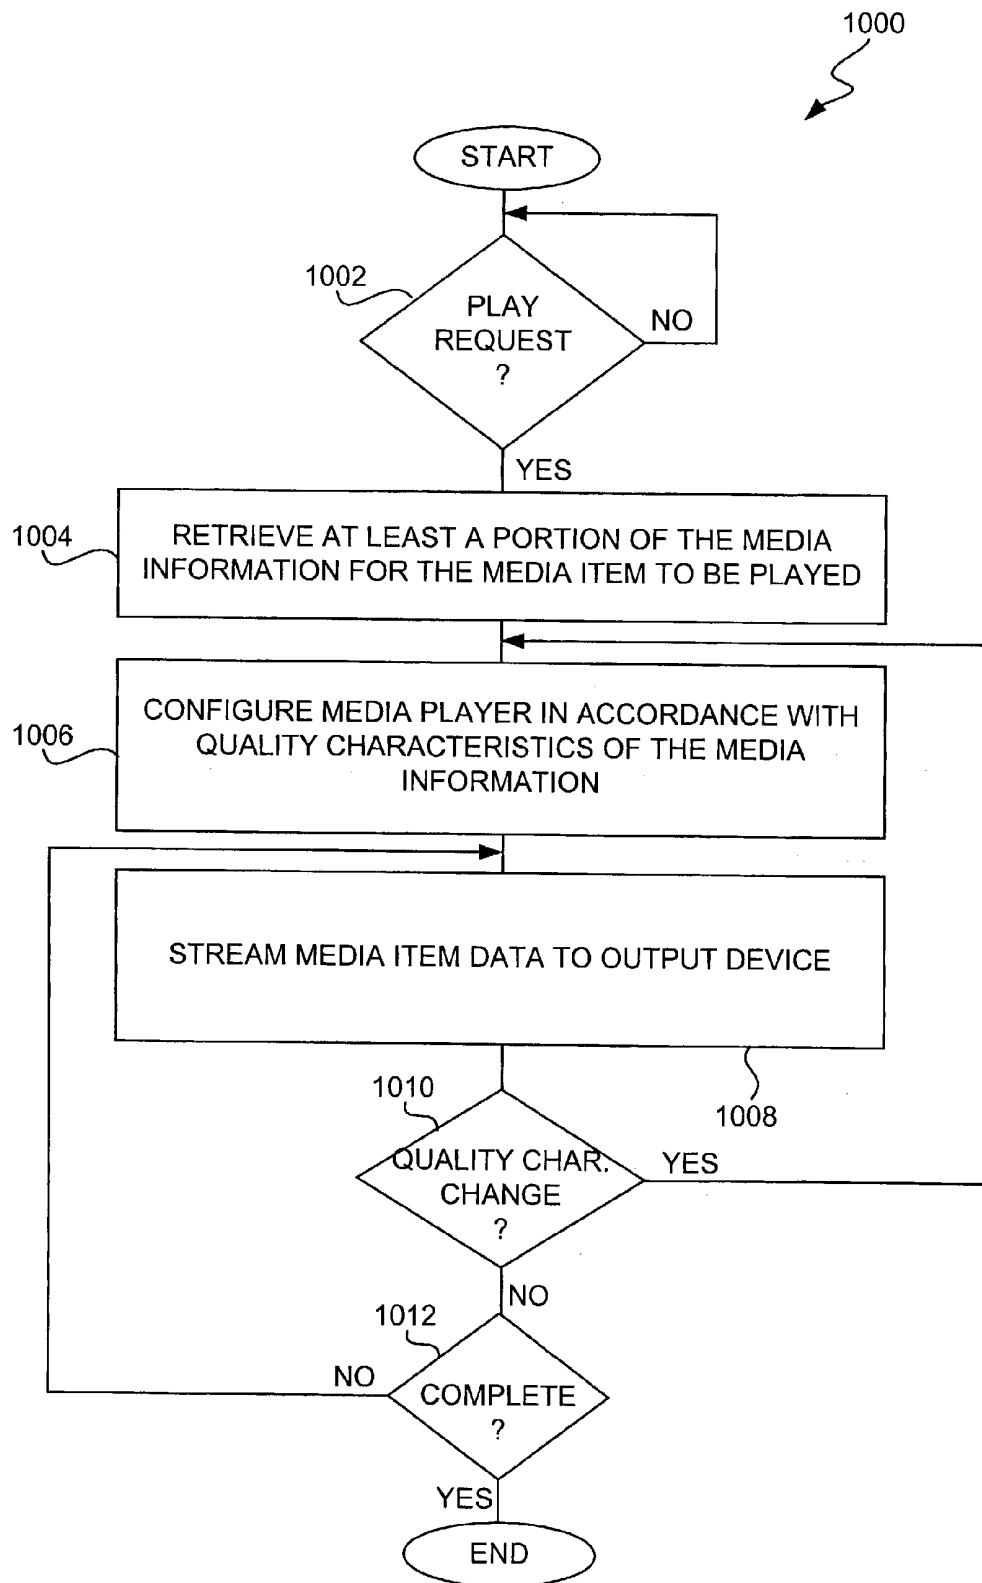 1000
START
1002
PLAY
REQUEST
?
NO
YES
1004
RETRIEVE AT LEAST A PORTION OF THE MEDIA
INFORMATION FOR THE MEDIA ITEM TO BE PLAYED
1006
CONFIGURE MEDIA PLAYER IN ACCORDANCE WITH
QUALITY CHARACTERISTICS OF THE MEDIA
INFORMATION
STREAM MEDIA ITEM DATA TO OUTPUT DEVICE
1008
1010
QUALITY CHAR.
CHANGE
?
YES
NO
1012
COMPLETE
?
NO
YES
END